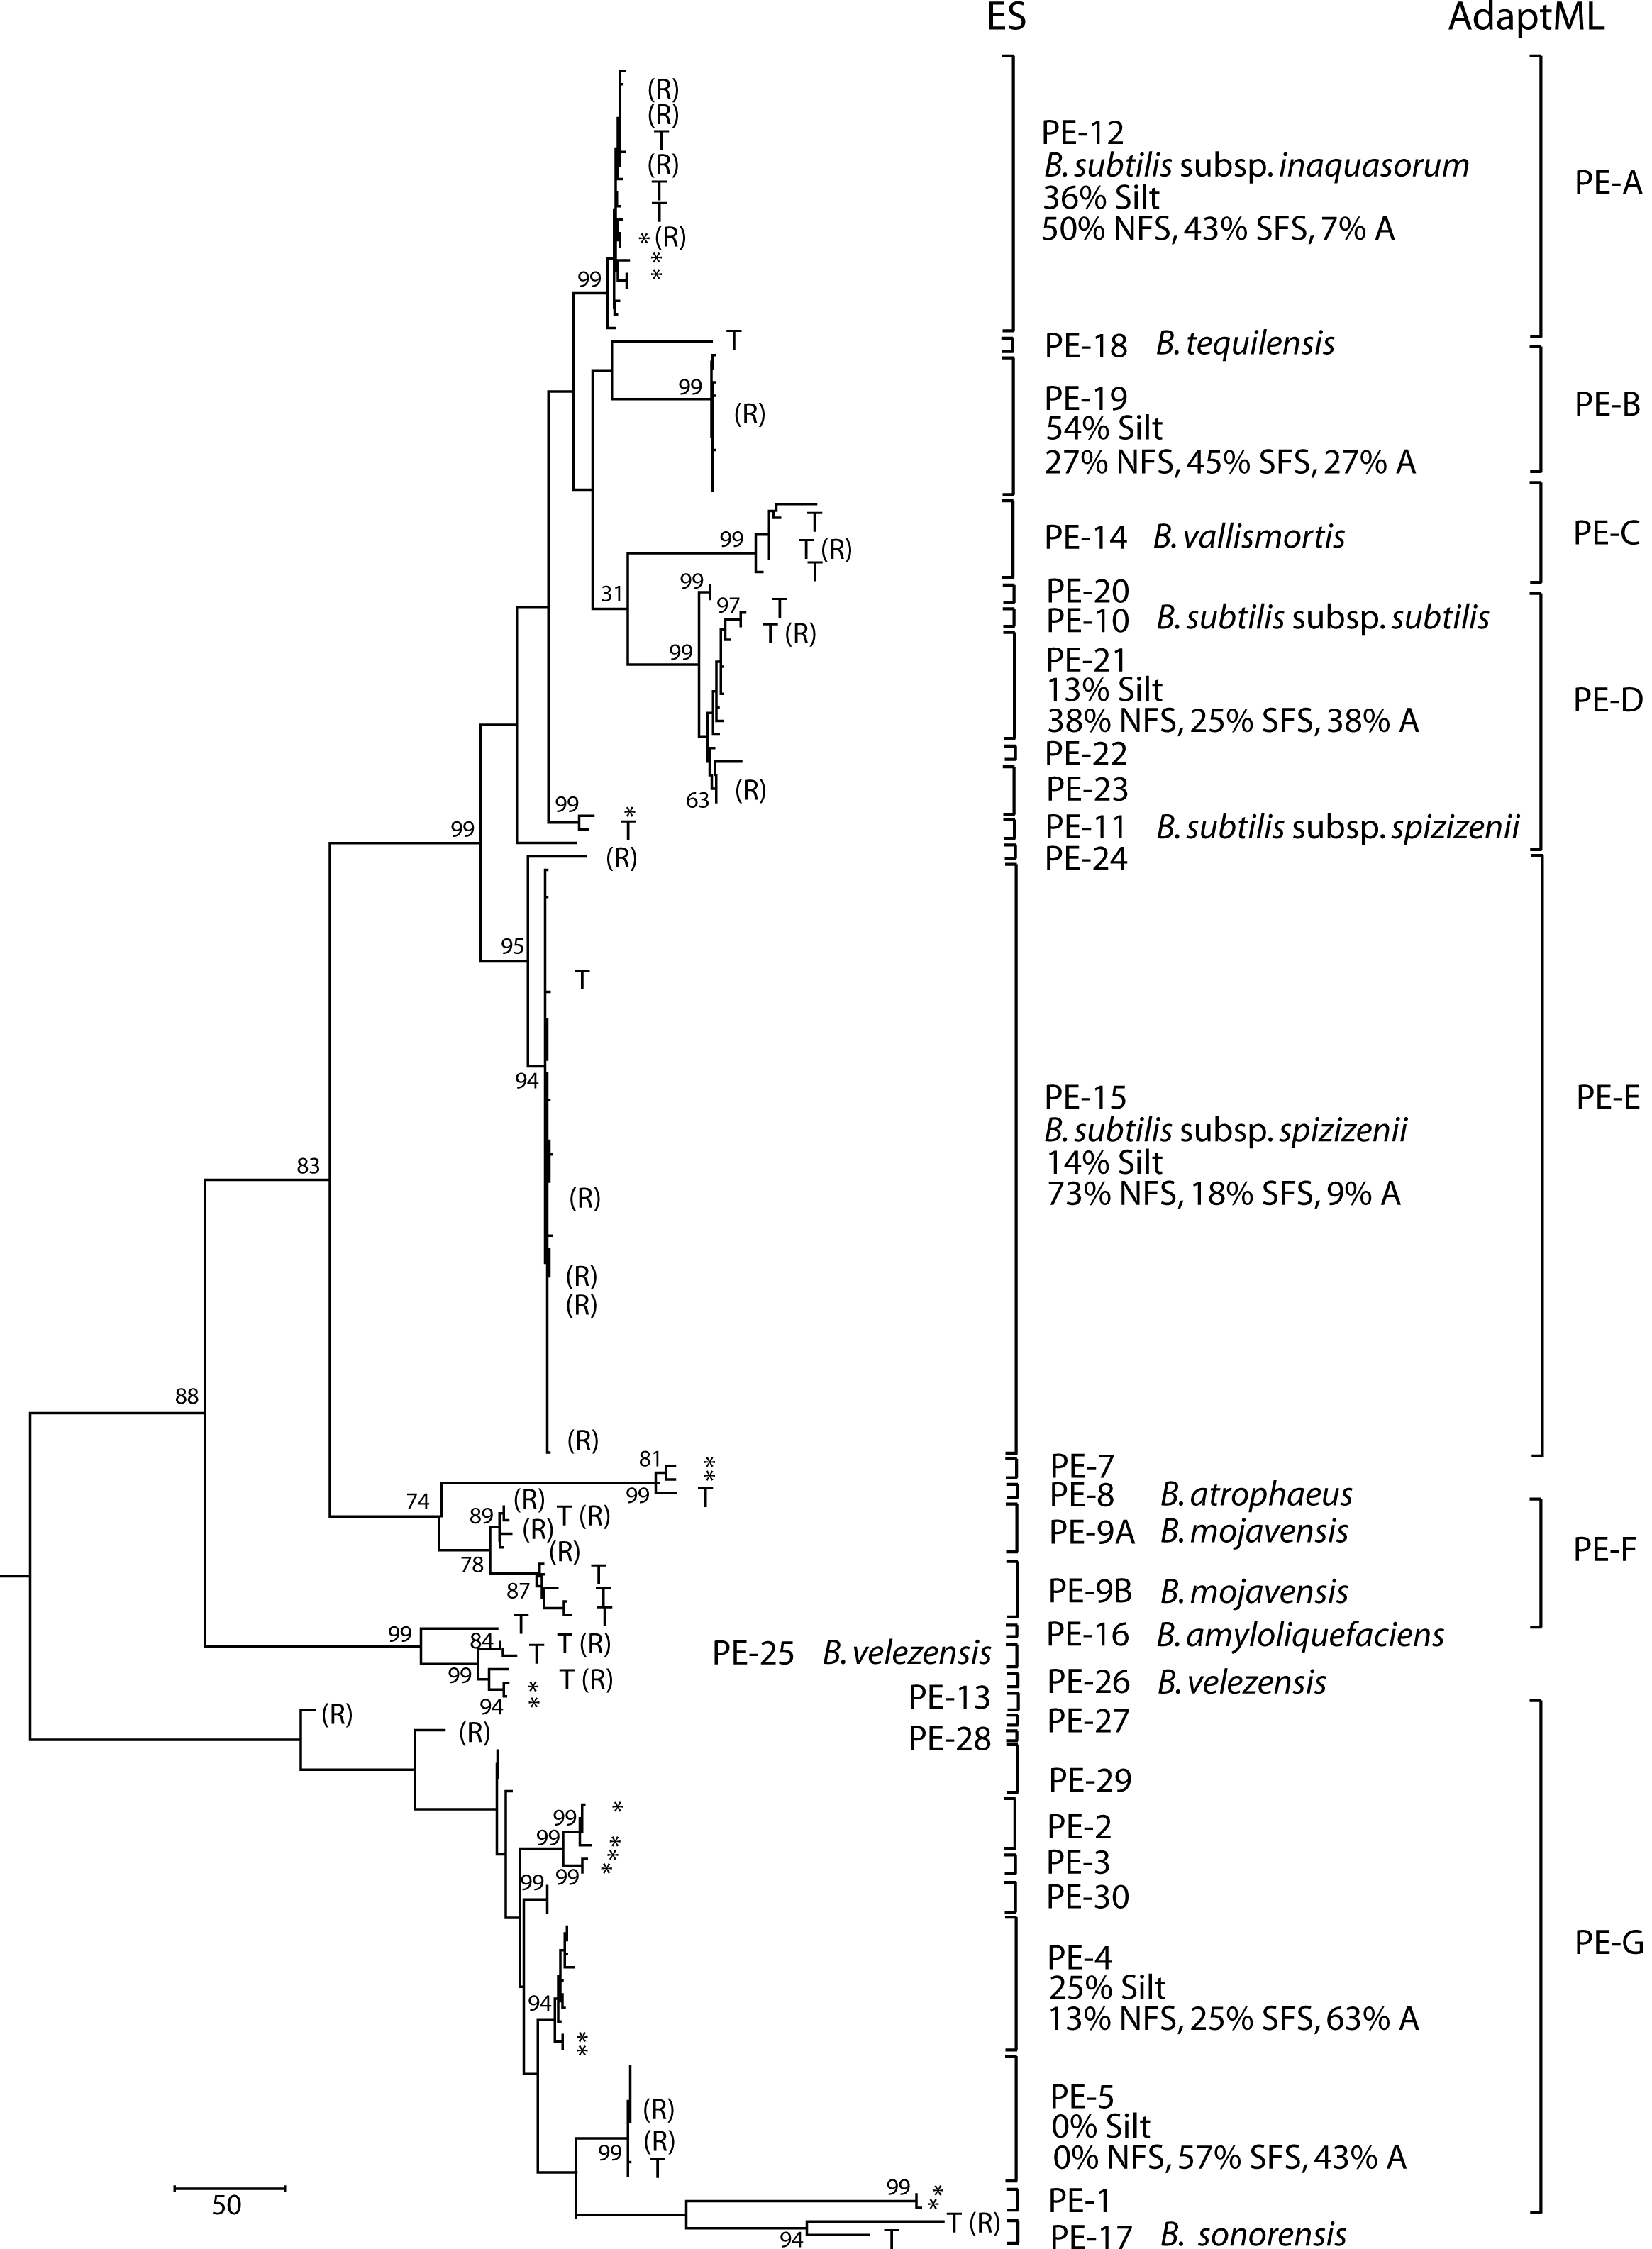 ES AdaptML
(R)
(R)
T
(R)
T
T
* (R)
*
*
99
PE-12
B. subtilis subsp. inaquasorum
36% Silt
50% NFS, 43% SFS, 7% A
PE-A
T
PE-18 B. tequilensis
99
(R)
PE-19
54% Silt
27% NFS, 45% SFS, 27% A
PE-B
99
T
T (R)
T
PE-14 B. vallismortis
PE-C
31
99
PE-20
97
T
T (R)
PE-10 B. subtilis subsp. subtilis
99
PE-21
13% Silt
38% NFS, 25% SFS, 38% A
PE-D
PE-22
63
(R)
PE-23
99
*
T
PE-11 B. subtilis subsp. spizizenii
99
(R)
PE-24
95
T
94
PE-15
B. subtilis subsp. spizizenii
14% Silt
73% NFS, 18% SFS, 9% A
PE-E
83
(R)
(R)
(R)
88
(R)
81
*
*
PE-7
99
T
PE-8 B. atrophaeus
74
(R)
89
T (R)
(R)
PE-9A B. mojavensis
(R)
PE-F
78
T
87
T
T
PE-9B B. mojavensis
T
99
PE-16 B. amyloliquefaciens
84
T
T (R)
PE-25 B. velezensis
99
T (R)
PE-26 B. velezensis
94
*
*
PE-13
(R)
PE-27
(R)
PE-28
PE-29
99
*
99
*
*
*
PE-2
99
PE-3
99
PE-30
PE-G
94
PE-4
25% Silt
13% NFS, 25% SFS, 63% A
*
*
PE-5
0% Silt
0% NFS, 57% SFS, 43% A
(R)
(R)
99
T
50
99
*
*
PE-1
T (R)
94
T
PE-17 B. sonorensis